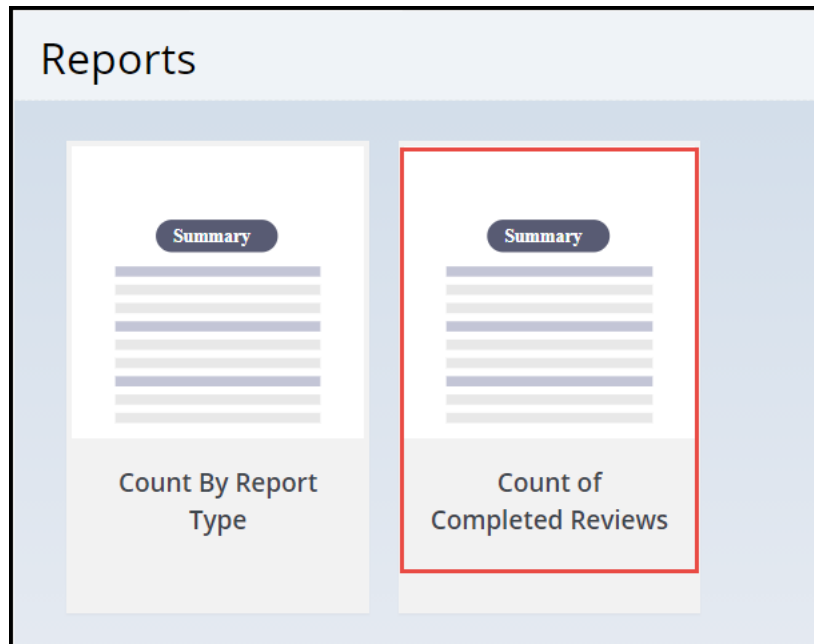 Reports
Summary
Count By Report
Type
Summary
Count of
Completed Reviews